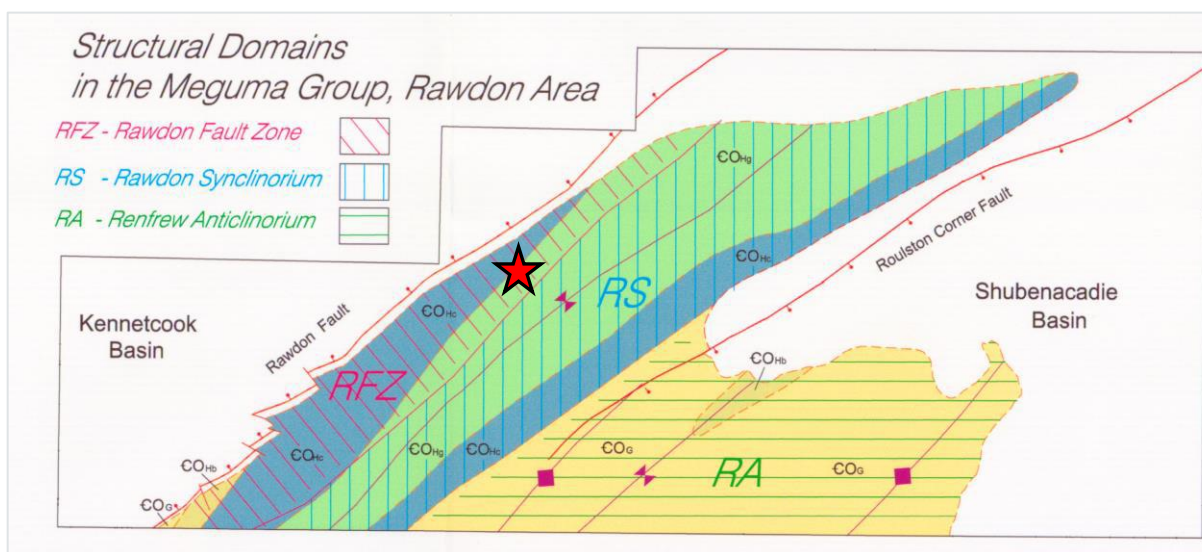 Structural Domains
in the Meguma Group, Rawdon Area
RFZ - Rawdon Fault Zone
RS - Rawdon Synclinorium
RA - Renfrew Anticlinorium
ЄOHg
Roulston Corner Fault
ЄOHc
RS
Shubenacadie
Basin
Kennetcook
Basin
Rawdon Fault
ЄOHc
RFZ
ЄOHb
ЄOHb
ЄOHc
ЄOHg
ЄOHc
ЄOG
ЄOG
ЄOG
RA